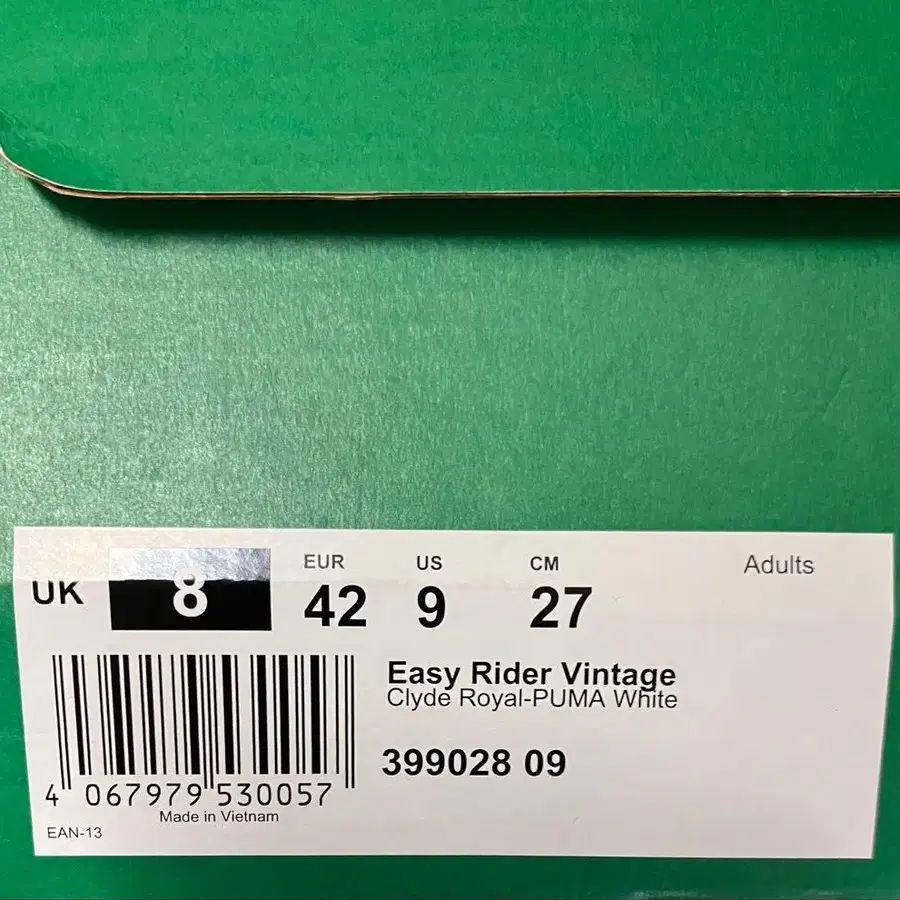 UK 8 EUR 42 US 9 CM 27 Adults
Easy Rider Vintage
Clyde Royal-PUMA White
399028 09
4 067979 530057
Made in Vietnam
EAN-13